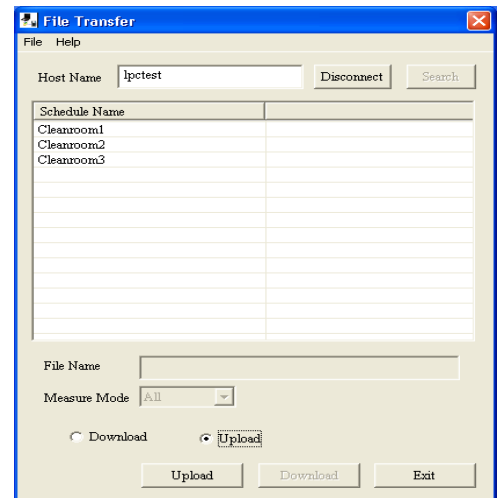 File Transfer
File Help
Host Name lpctest Disconnect Search
Schedule Name
Cleanroom1
Cleanroom2
Cleanroom3
File Name
Measure Mode All
Download Upload
Upload Download Exit